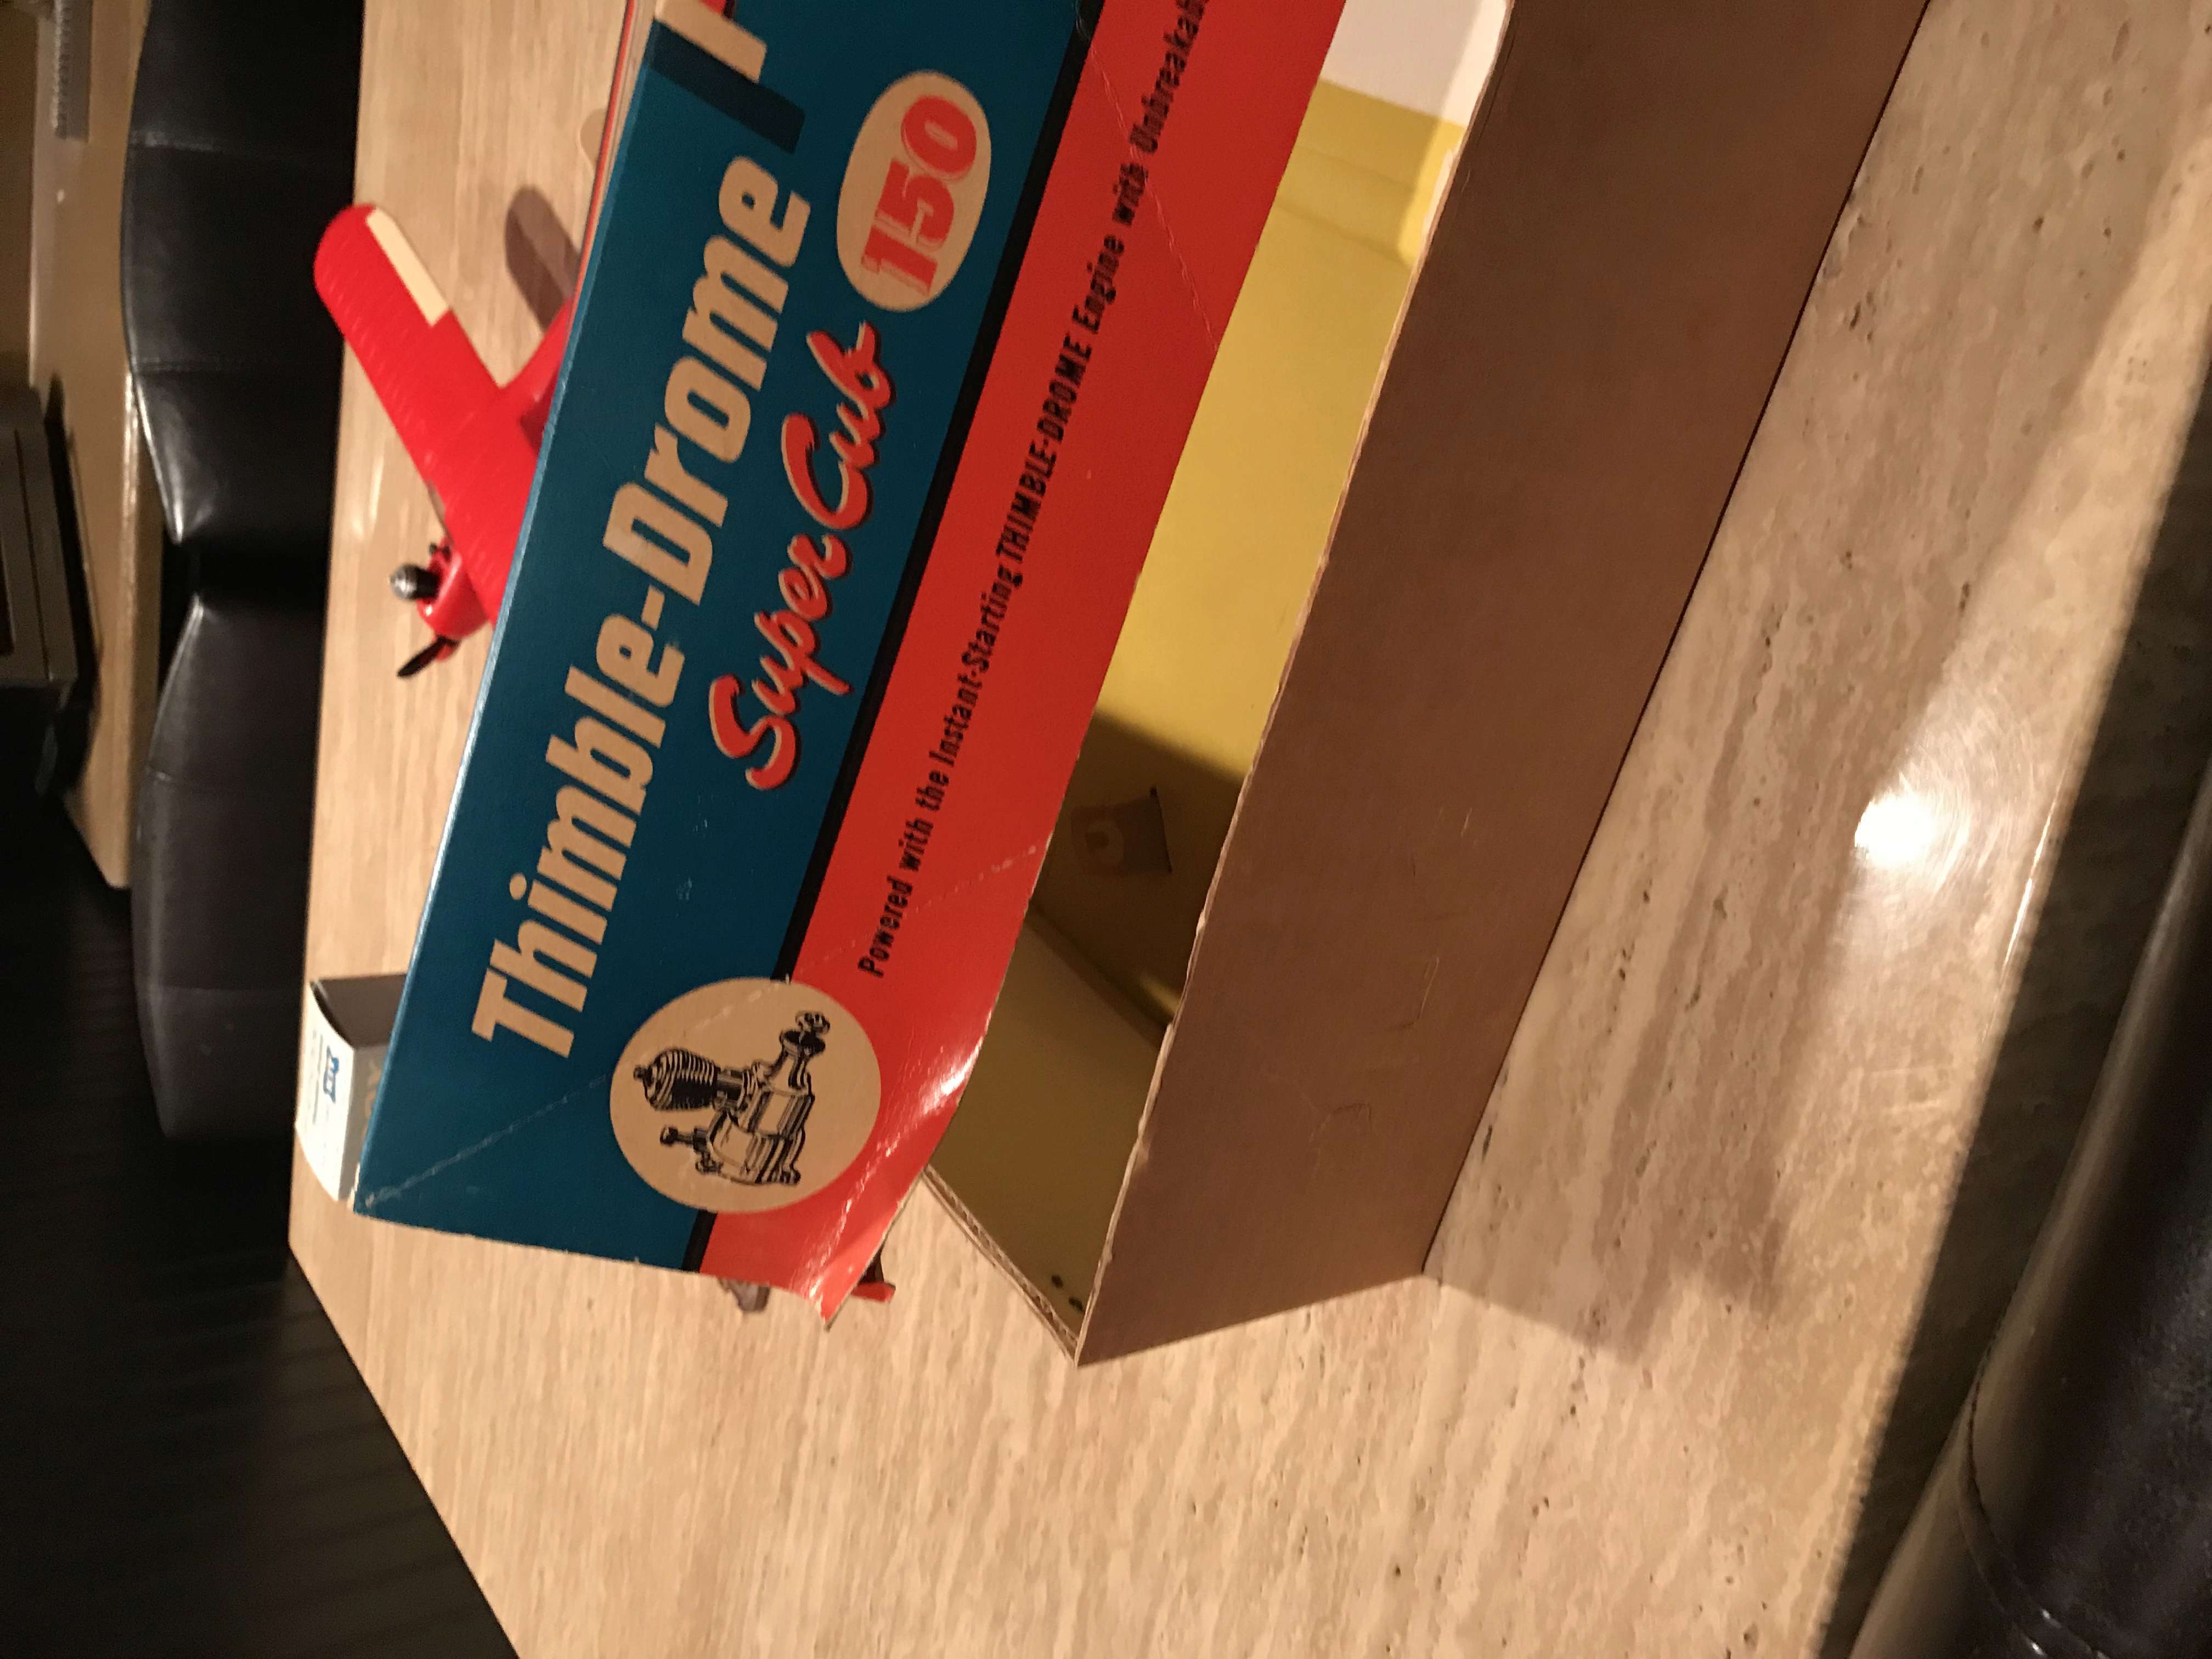 Thimble-Drome
Super Cub 150
Powered with the Instant-Starting THIMBLE-DROME Engine with